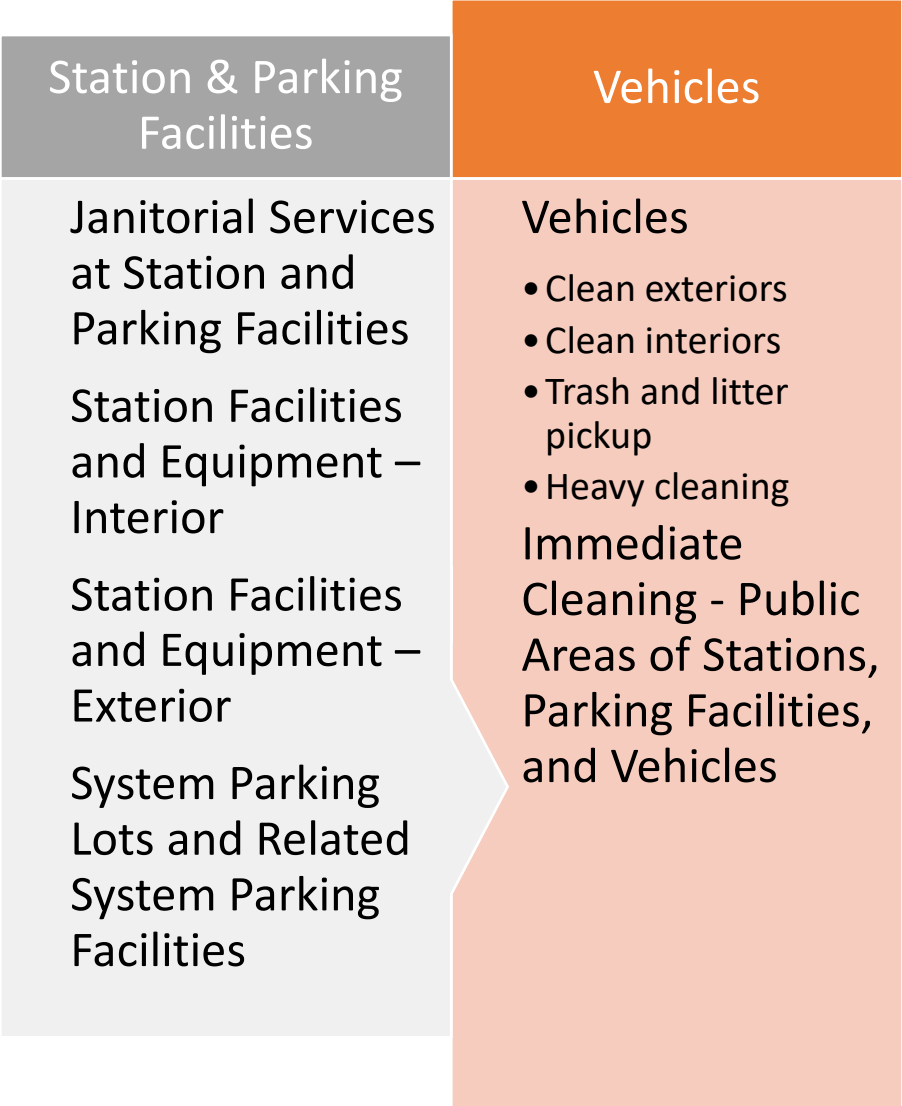 Station & Parking
Facilities
Janitorial Services
at Station and
Parking Facilities
Station Facilities
and Equipment –
Interior
Station Facilities
and Equipment –
Exterior
System Parking
Lots and Related
System Parking
Facilities
Vehicles
Vehicles
•Clean exteriors
•Clean interiors
•Trash and litter
pickup
•Heavy cleaning
Immediate
Cleaning - Public
Areas of Stations,
Parking Facilities,
and Vehicles